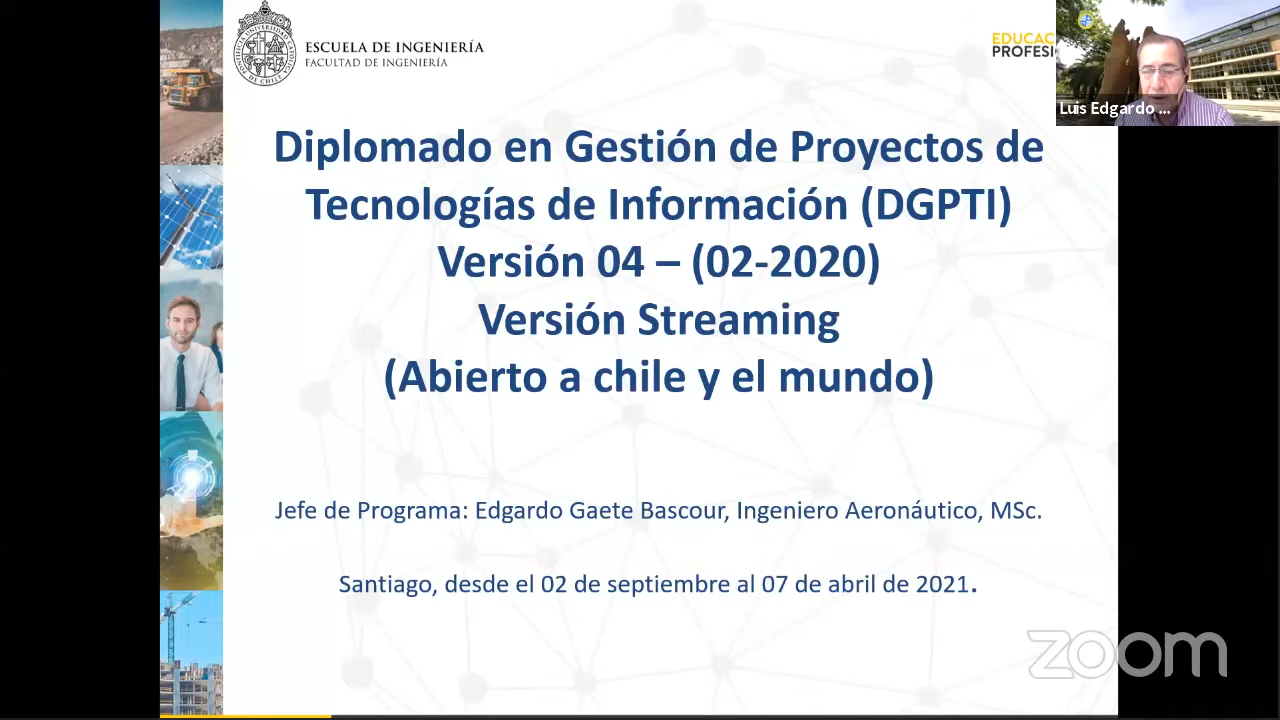 ESCUELA DE INGENIERÍA
FACULTAD DE INGENIERÍA
EDUCAC
PROFESI
Luis Edgardo ...
Diplomado en Gestión de Proyectos de
Tecnologías de Información (DGPTI)
Versión 04 – (02-2020)
Versión Streaming
(Abierto a chile y el mundo)
Jefe de Programa: Edgardo Gaete Bascour, Ingeniero Aeronáutico, MSc.
Santiago, desde el 02 de septiembre al 07 de abril de 2021.
zoom